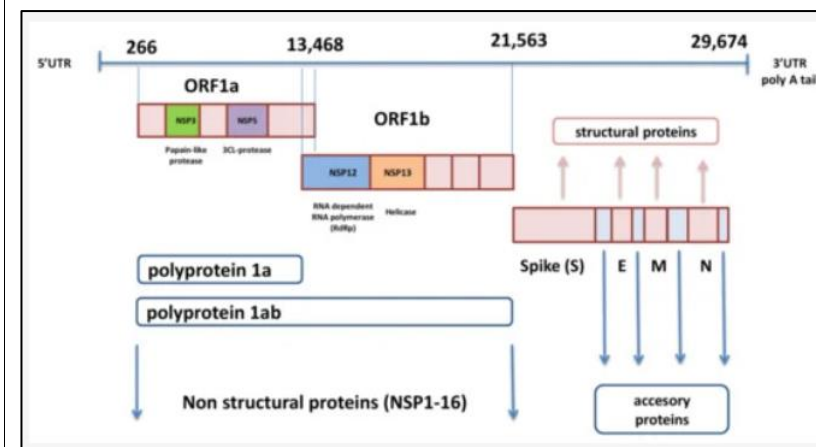 266
13,468
21,563
29,674
5'UTR
3'UTR
poly A tail
ORF1a
NSP3
NSP5
Papain-like
protease
3CL-protease
ORF1b
NSP12
NSP13
RNA dependent
RNA polymerase
(RdRp)
Helicase
structural proteins
Spike (S)
E
M
N
polyprotein 1a
polyprotein 1ab
Non structural proteins (NSP1-16)
accesory
proteins